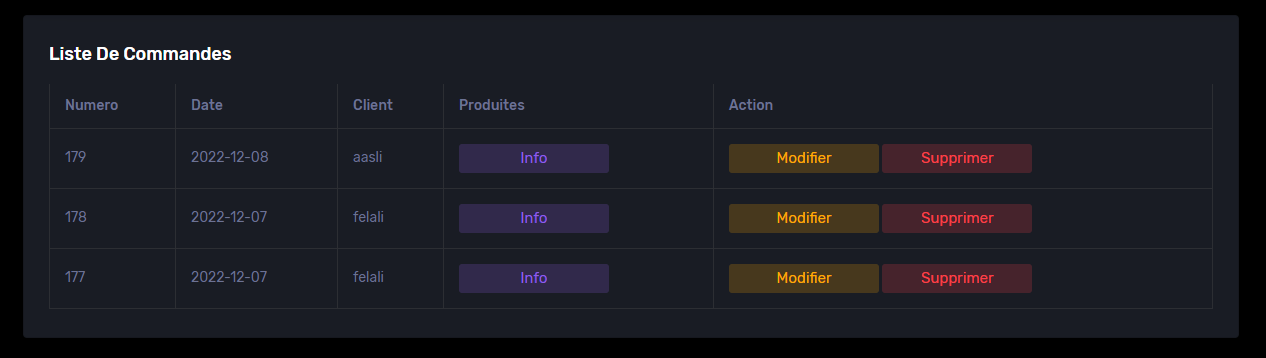 Liste De Commandes
Numero Date Client Produites Action
179 2022-12-08 aasli Info Modifier Supprimer
178 2022-12-07 felali Info Modifier Supprimer
177 2022-12-07 felali Info Modifier Supprimer